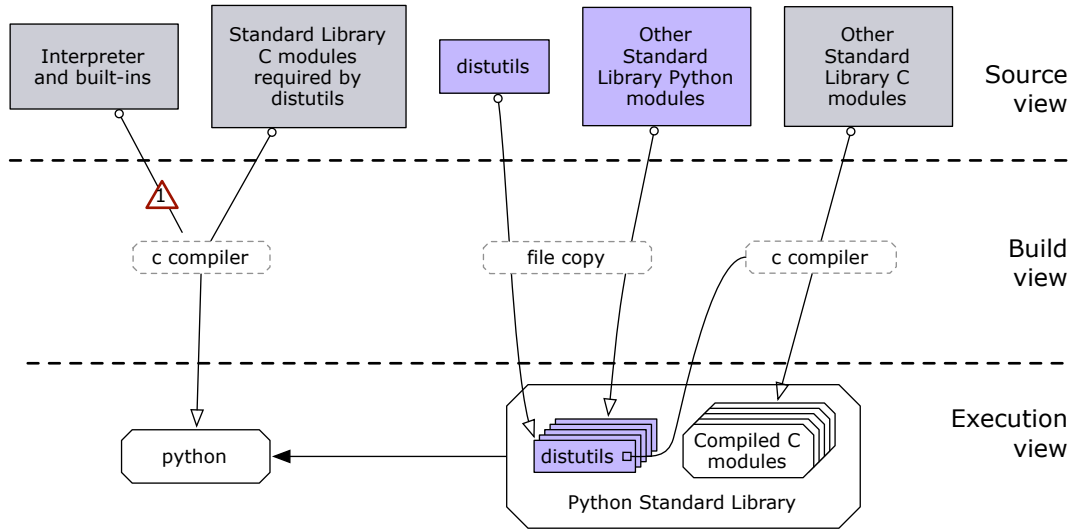 Interpreter
and built-ins
Standard Library
C modules
required by
distutils
distutils
Other
Standard
Library Python
modules
Other
Standard
Library C
modules
Source
view
1
c compiler
file copy
c compiler
Build
view
python
distutils
Compiled C
modules
Python Standard Library
Execution
view